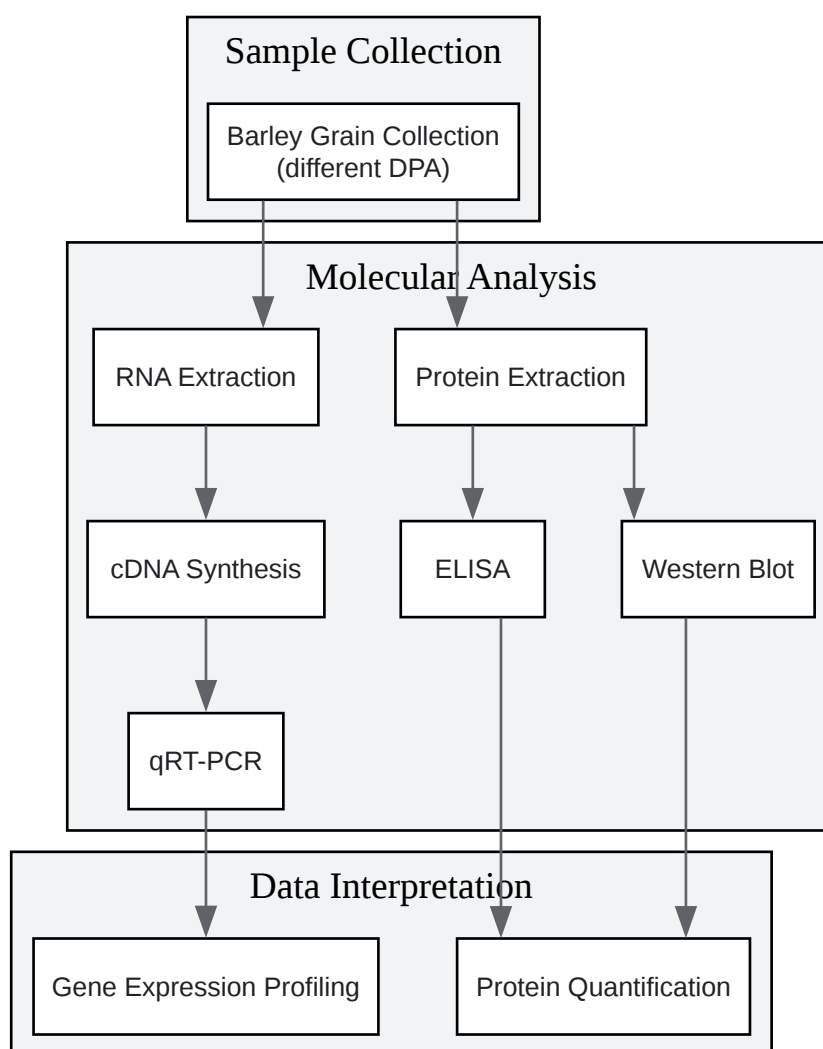 Sample Collection
Barley Grain Collection
(different DPA)
Molecular Analysis
RNA Extraction
Protein Extraction
cDNA Synthesis
ELISA
Western Blot
qRT-PCR
Data Interpretation
Gene Expression Profiling
Protein Quantification